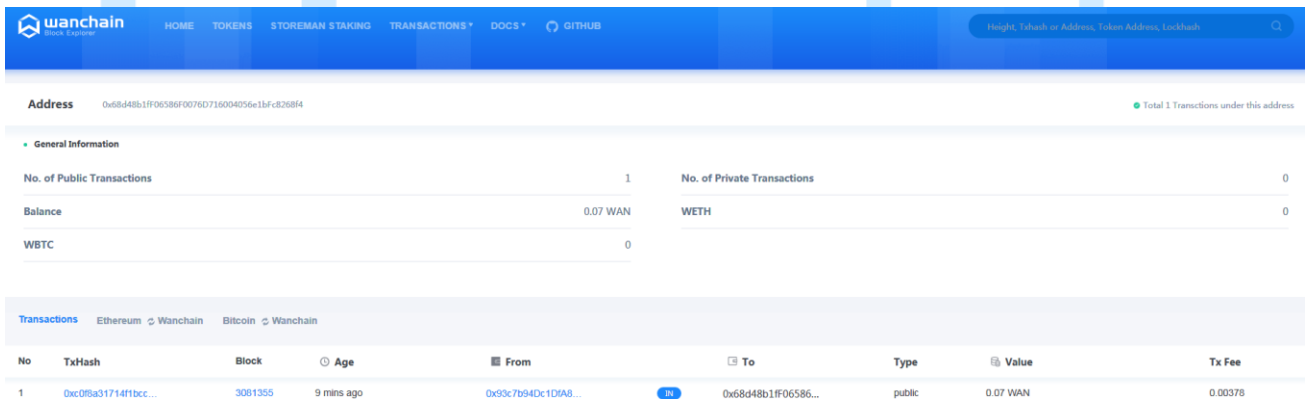 wanchain
Block Explorer
HOME TOKENS STOREMAN STAKING TRANSACTIONS DOCS GITHUB
Height, Txhash or Address, Token Address, Lockhash
Address 0x68d48b1fF06586F0076D716004056e1bFc8268f4 Total 1 Transctions under this address
General Information
No. of Public Transactions 1 No. of Private Transactions 0
Balance 0.07 WAN WETH 0
WBTC 0
Transactions Ethereum Wanchain Bitcoin Wanchain
No TxHash Block Age From To Type Value Tx Fee
1 0xc0f8a31714f1bcc... 3081355 9 mins ago 0x93c7b94Dc1DfA8... IN 0x68d48b1fF06586... public 0.07 WAN 0.00378